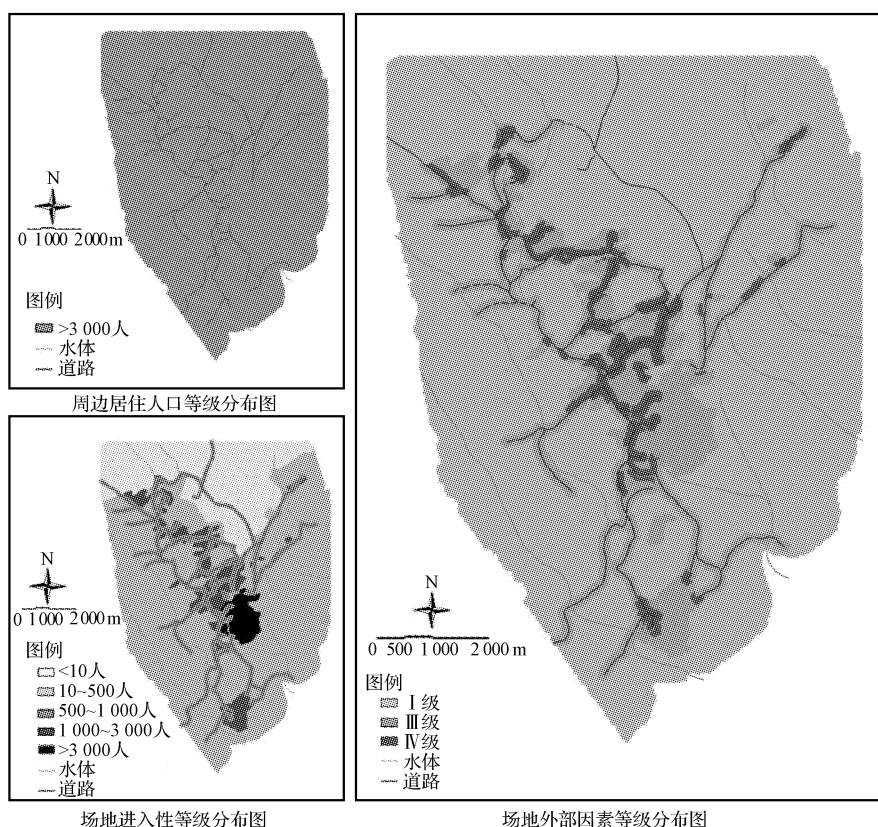 N
0 1000 2000m
图例
>3 000人
水体
道路
周边居住人口等级分布图
N
0 1000 2000m
图例
<10人
10~500人
500~1 000人
1 000~3 000人
>3 000人
水体
道路
场地进入性等级分布图
N
0 500 1 000 2 000 m
图例
Ⅰ级
Ⅲ级
Ⅳ级
水体
道路
场地外部因素等级分布图